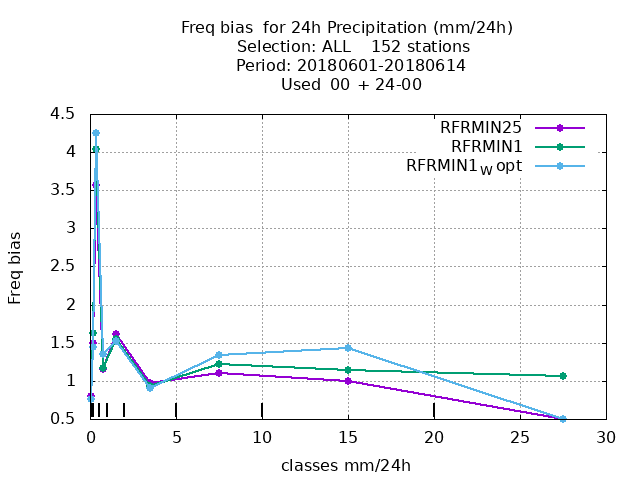 Freq bias  for 24h Precipitation (mm/24h)
Selection: ALL    152 stations
Period: 20180601-20180614
Used  00 + 24-00
RFRMIN25
RFRMIN1
RFRMIN1W opt
4.5
4
3.5
3
2.5
2
1.5
1
0.5
Freq bias
0 5 10 15 20 25 30
classes mm/24h